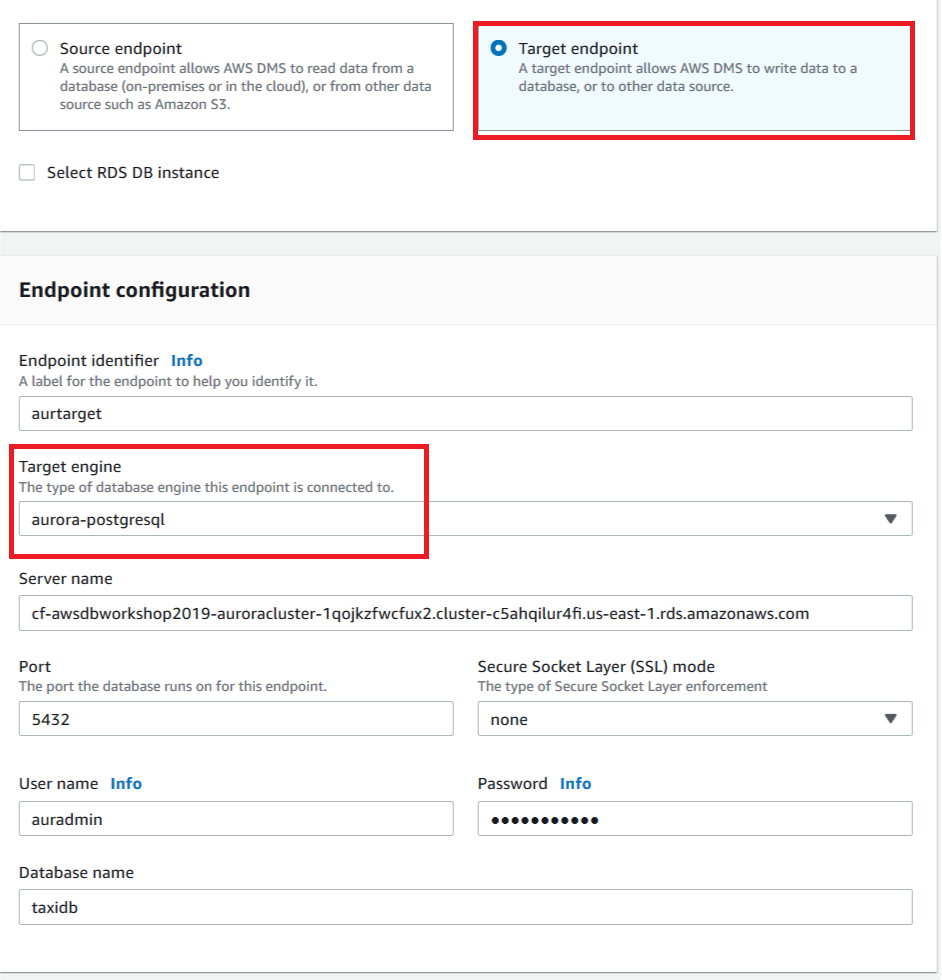 Source endpoint
A source endpoint allows AWS DMS to read data from a
database (on-premises or in the cloud), or from other data
source such as Amazon S3.
Target endpoint
A target endpoint allows AWS DMS to write data to a
database, or to other data source.
Select RDS DB instance
Endpoint configuration
Endpoint identifier Info
A label for the endpoint to help you identify it.
aurtarget
Target engine
The type of database engine this endpoint is connected to.
aurora-postgresql
Server name
cf-awsdbworkshop2019-auroracluster-1qojkzfwcfux2.cluster-c5ahqilur4fi.us-east-1.rds.amazonaws.com
Port
The port the database runs on for this endpoint.
5432
Secure Socket Layer (SSL) mode
The type of Secure Socket Layer enforcement
none
User name Info
auradmin
Password Info
•••••••••••
Database name
taxidb